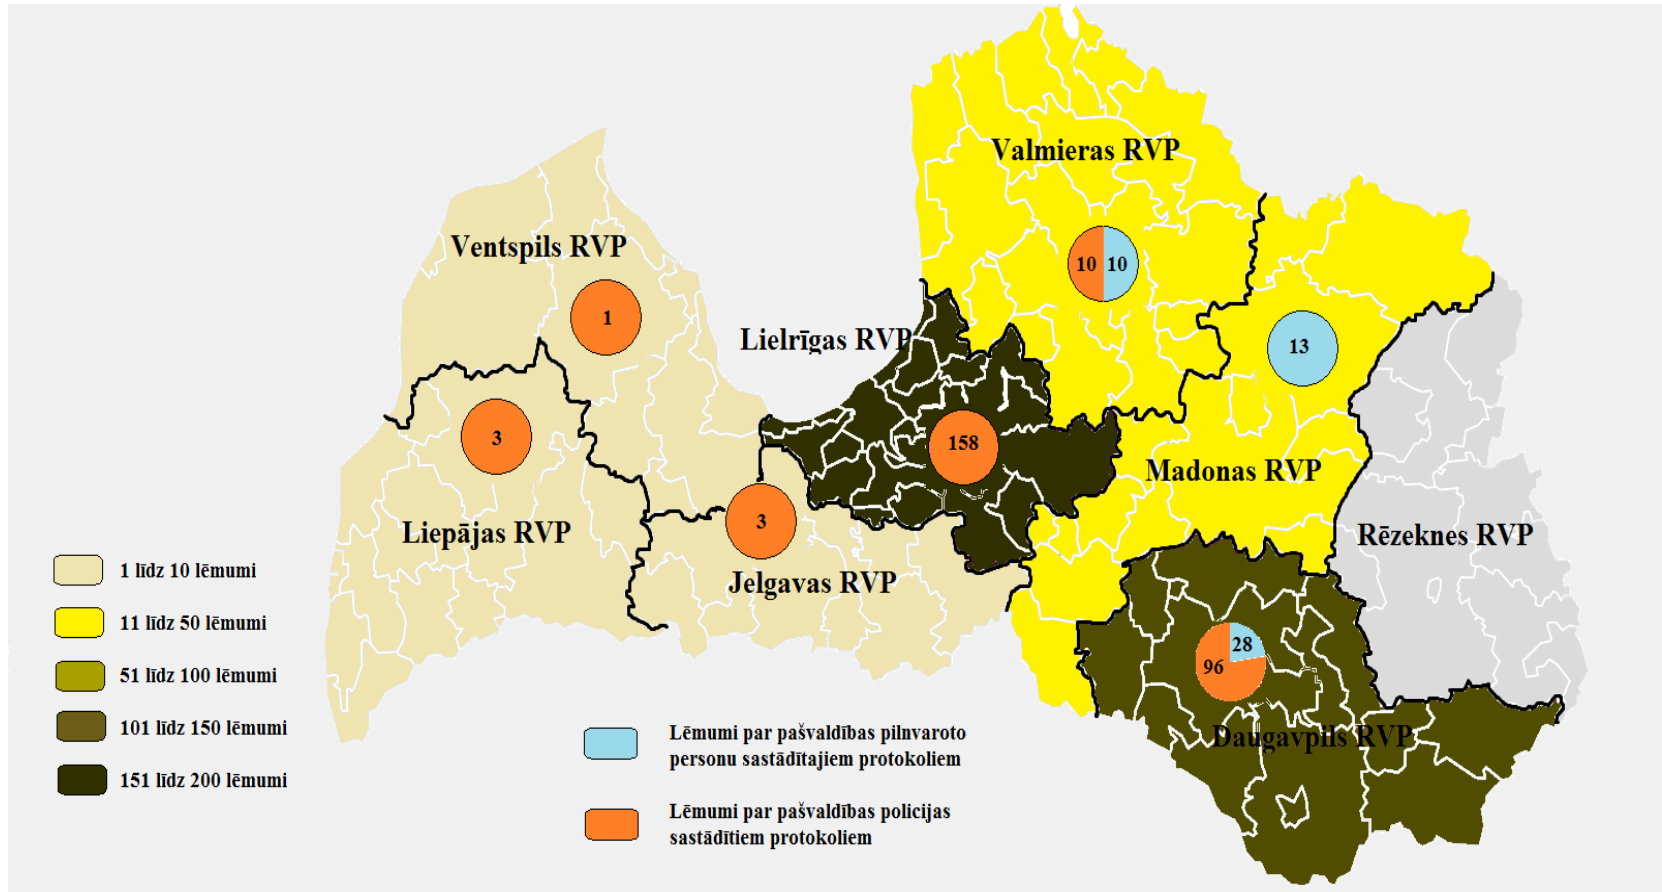 Valmieras RVP
10 10
Ventspils RVP
1
Lielrīgas RVP
13
3
158
Madonas RVP
3
Liepājas RVP
Rēzeknes RVP
Jelgavas RVP
28
96
Daugavpils RVP
1 līdz 10 lēmumi
11 līdz 50 lēmumi
51 līdz 100 lēmumi
101 līdz 150 lēmumi
151 līdz 200 lēmumi
Lēmumi par pašvaldības pilnvaroto
personu sastādītajiem protokoliem
Lēmumi par pašvaldības policijas
sastādītiem protokoliem